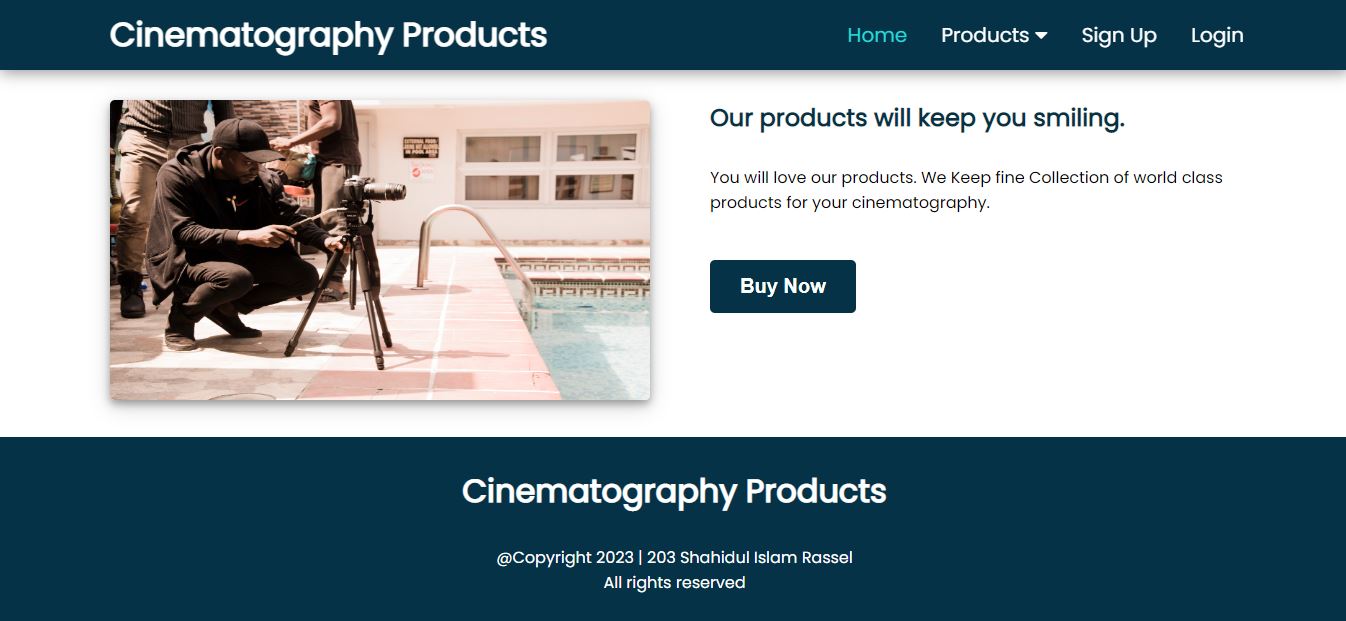 Cinematography Products
Home Products Sign Up Login
Our products will keep you smiling.
You will love our products. We Keep fine Collection of world class
products for your cinematography.
Buy Now
Cinematography Products
@Copyright 2023 | 203 Shahidul Islam Rassel
All rights reserved